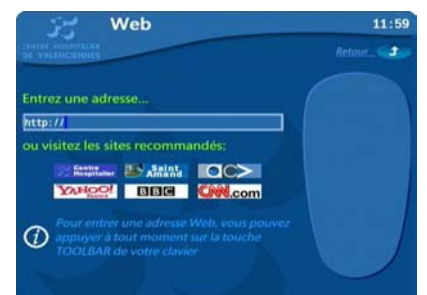 Web
11:59
CENTRE HOSPITALIER
DE VALENCIENNES
Retour...
Entrez une adresse...
http://
ou visitez les sites recommandés:
Centre Hospitalier
Saint Amand
YAHOO! FRANCE
BBC
CNN.com
Pour entrer une adresse Web, vous pouvez
appuyer à tout moment sur la touche
TOOLBAR de votre clavier